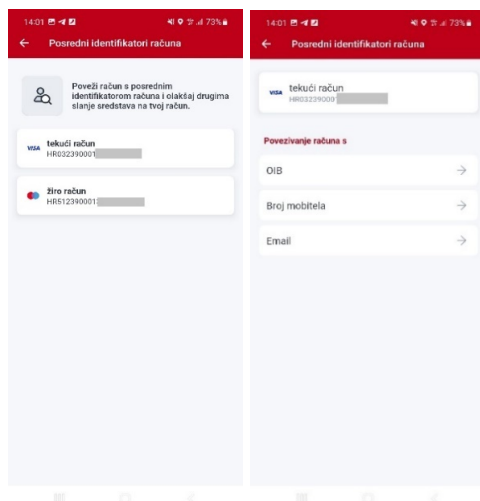 14:01
73%
Posredni identifikatori računa
Poveži račun s posrednim
identifikatorom računa i olakšaj drugima
slanje sredstava na tvoj račun.
VISA
tekući račun
HR032390001
žiro račun
HR512390001
14:01
73%
Posredni identifikatori računa
VISA
tekući račun
HR03239000
Povezivanje računa s
OIB
Broj mobitela
Email